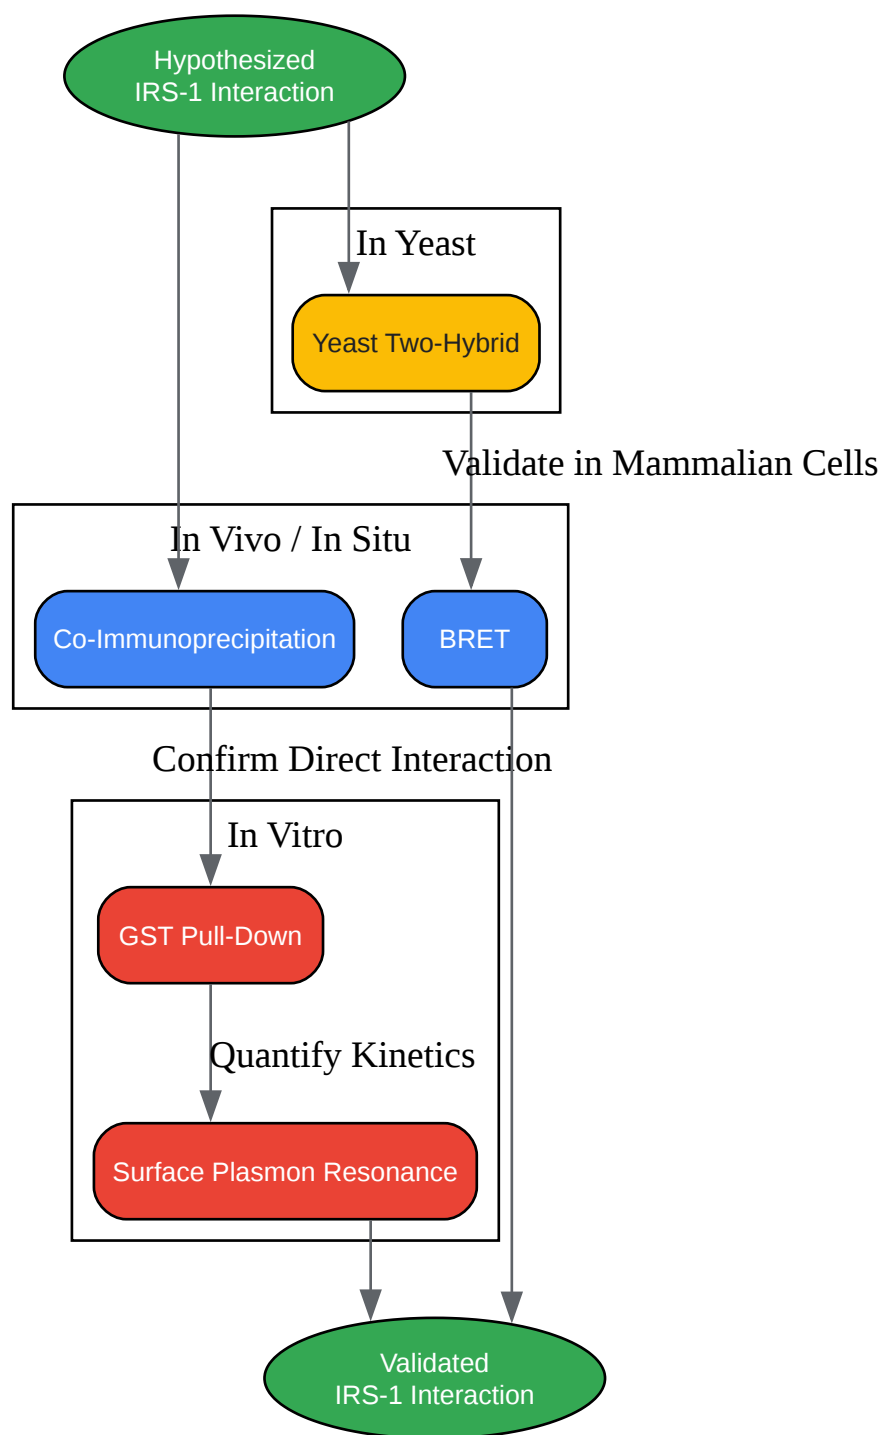 Hypothesized
IRS-1 Interaction
In Yeast
Yeast Two-Hybrid
Validate in Mammalian Cells
In Vivo / In Situ
Co-Immunoprecipitation
BRET
Confirm Direct Interaction
In Vitro
GST Pull-Down
Quantify Kinetics
Surface Plasmon Resonance
Validated
IRS-1 Interaction